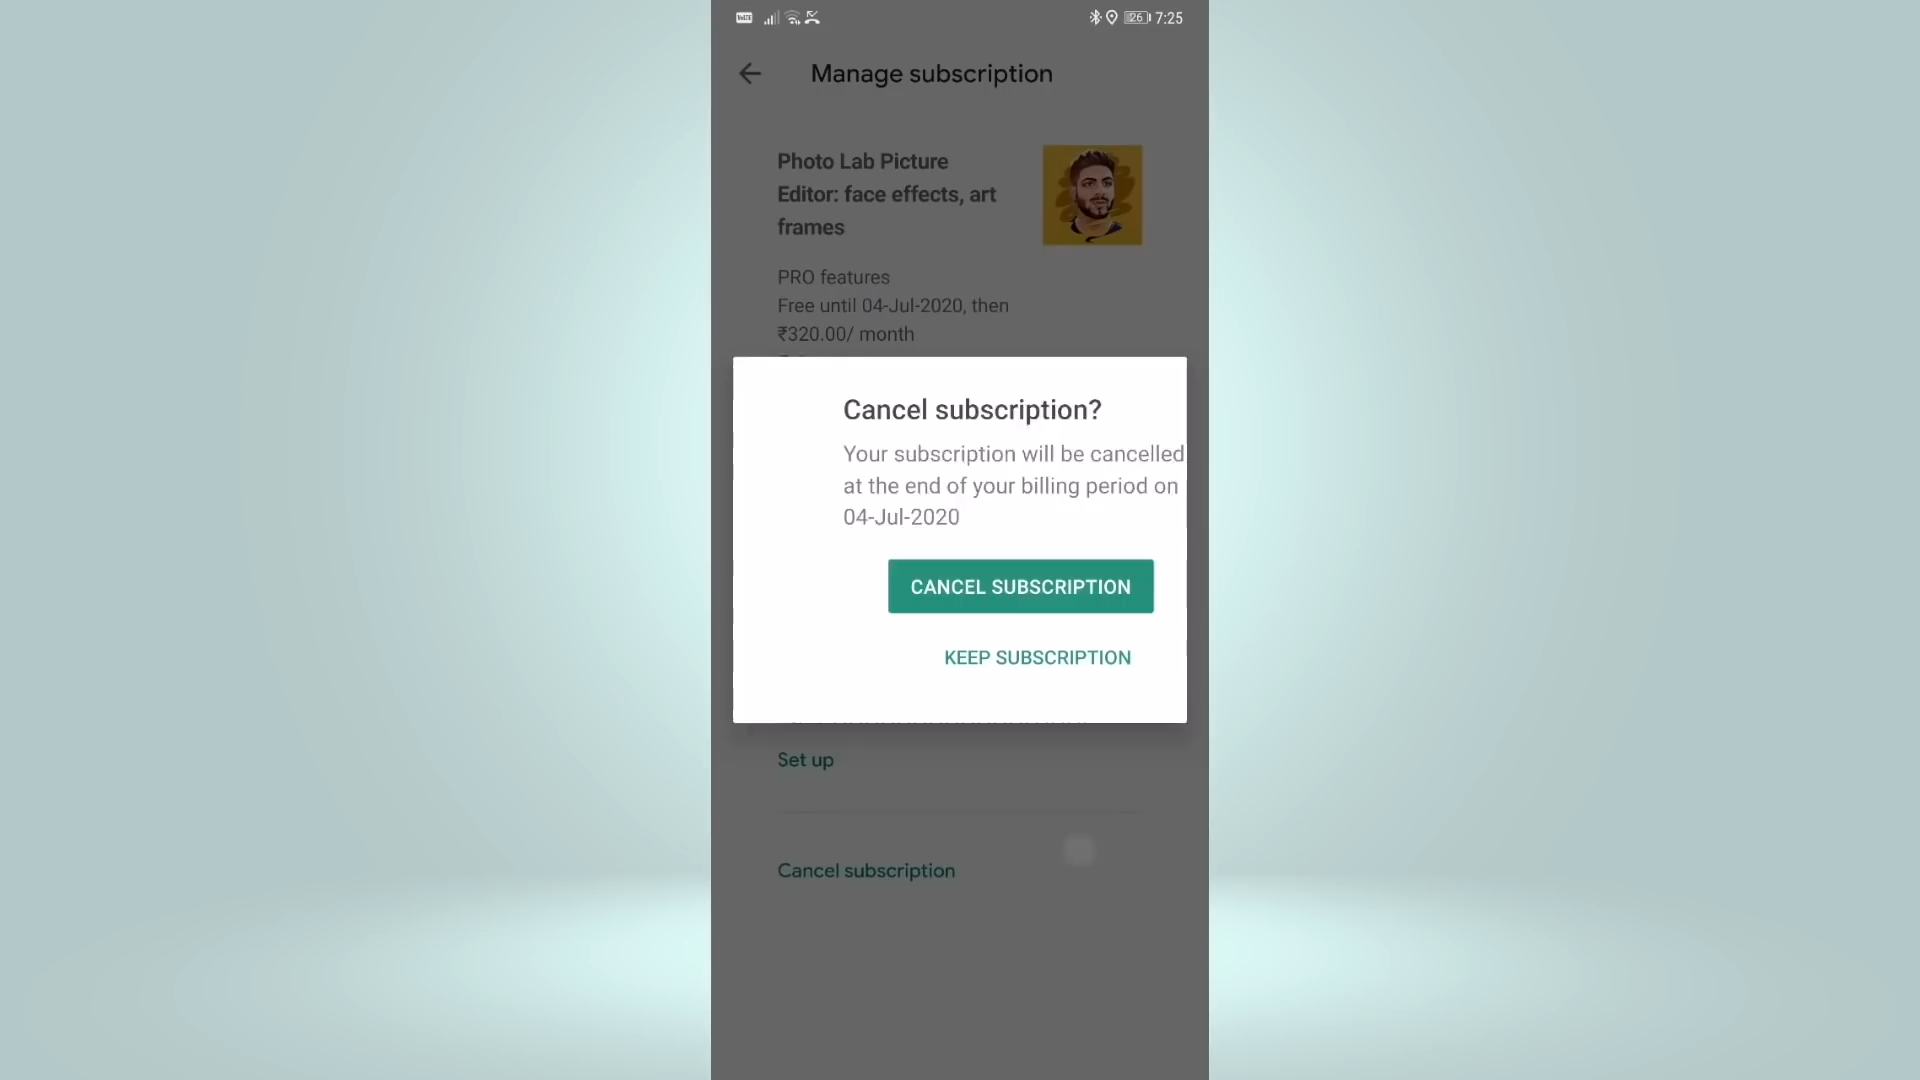 26 7:25
Manage subscription
Photo Lab Picture
Editor: face effects, art
frames
PRO features
Free until 04-Jul-2020, then
₹320.00/ month
Cancel subscription?
Your subscription will be cancelled
at the end of your billing period on
04-Jul-2020
CANCEL SUBSCRIPTION
KEEP SUBSCRIPTION
Set up
Cancel subscription